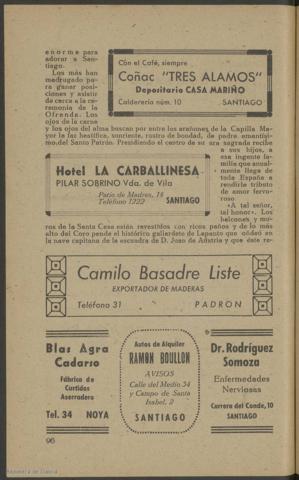 enorme para
adorar a San-
tiago.
Los más han
madrugado pa-
ra ganar posi-
ciones y asistir
de cerca a la ce-
remonia de la
Ofrenda. Los
ojos de la carne
Con el Café, siempre
Coñac "TRES ALAMOS"
Depositario CASA MARIÑO
Calderería núm. 10 SANTIAGO
y los ojos del alma buscan por entre los arañones de la Capilla Ma-
yor la faz beatífica, sonriente, rostro de bondad, de padre amantísi-
mo del Santo Patrón. Presidiendo el centro de su ara sagrada recibe
Hotel LA CARBALLINESA
PILAR SOBRINO Vda. de Vila
Patio de Madres, 14
Teléfono 1222 SANTIAGO
a sus hijos, a
esa ingente fa-
milia que anual-
mente llega de
toda España a
rendirle tributo
de amor fervo-
roso
«A tal señor,
tal honor». Los
balcones y mu-
ros de la Santa Casa están revestidos con ricos paños y de lo más
alto del Coro pende el histórico gallardete de Lepanto que ondeó en
la nave capitana de la escuadra de D. Juan de Austria y que éste re-
Camilo Basadre Liste
EXPORTADOR DE MADERAS
Teléfono 31 PADRON
Blas Agra
Cadarso
Fábrica de
Curtidos
Aserradero
Tel. 34 NOYA
Autos de Alquiler
RAMÓN BOULLON
AVISOS
Calle del Medio 34
y Campo de Santa
Isabel, 2
SANTIAGO
Dr. Rodríguez
Somoza
Enfermedades
Nerviosas
Carrera del Conde, 10
SANTIAGO
96